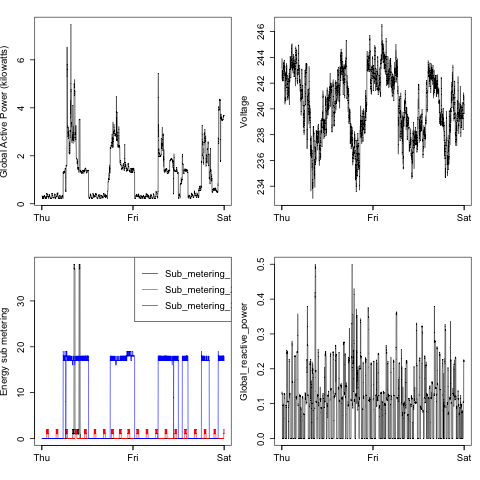 Global Active Power (kilowatts)
0 2 4 6
Thu Fri Sat
Voltage
234 236 238 240 242 244 246
Thu Fri Sat
Energy sub metering
0 10 20 30
Sub_metering_
Sub_metering_
Sub_metering_
Thu Fri Sat
Global_reactive_power
0.0 0.1 0.2 0.3 0.4 0.5
Thu Fri Sat